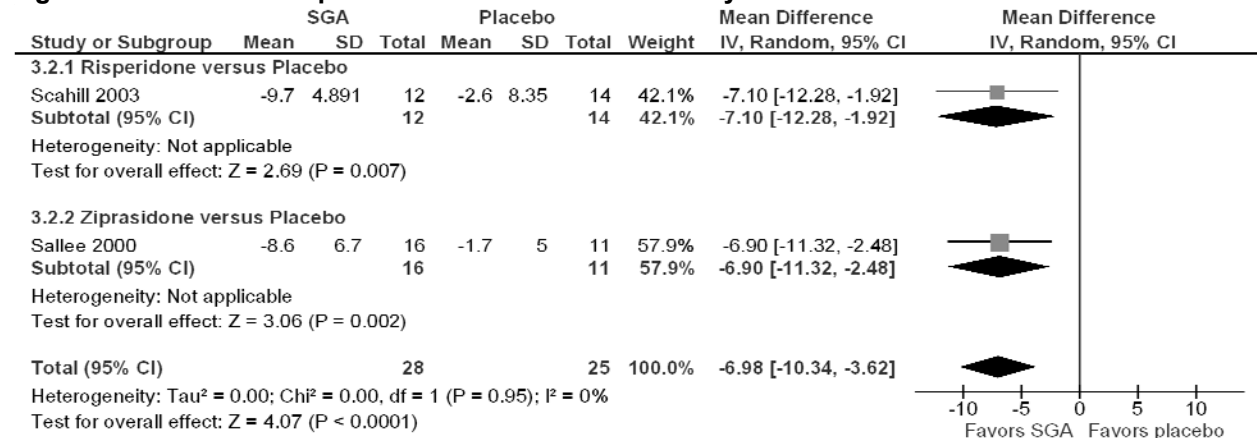 SGA Placebo Mean Difference Mean Difference
Study or Subgroup Mean SD Total Mean SD Total Weight IV, Random, 95% CI IV, Random, 95% CI
3.2.1 Risperidone versus Placebo
Scahill 2003 -9.7 4.891 12 -2.6 8.35 14 42.1% -7.10 [-12.28, -1.92]
Subtotal (95% CI) 12 14 42.1% -7.10 [-12.28, -1.92]
Heterogeneity: Not applicable
Test for overall effect: Z = 2.69 (P = 0.007)
3.2.2 Ziprasidone versus Placebo
Sallee 2000 -8.6 6.7 16 -1.7 5 11 57.9% -6.90 [-11.32, -2.48]
Subtotal (95% CI) 16 11 57.9% -6.90 [-11.32, -2.48]
Heterogeneity: Not applicable
Test for overall effect: Z = 3.06 (P = 0.002)
Total (95% CI) 28 25 100.0% -6.98 [-10.34, -3.62]
Heterogeneity: Tau² = 0.00; Chi² = 0.00, df = 1 (P = 0.95); I² = 0%
Test for overall effect: Z = 4.07 (P < 0.0001)
-10 -5 0 5 10
Favors SGA Favors placebo